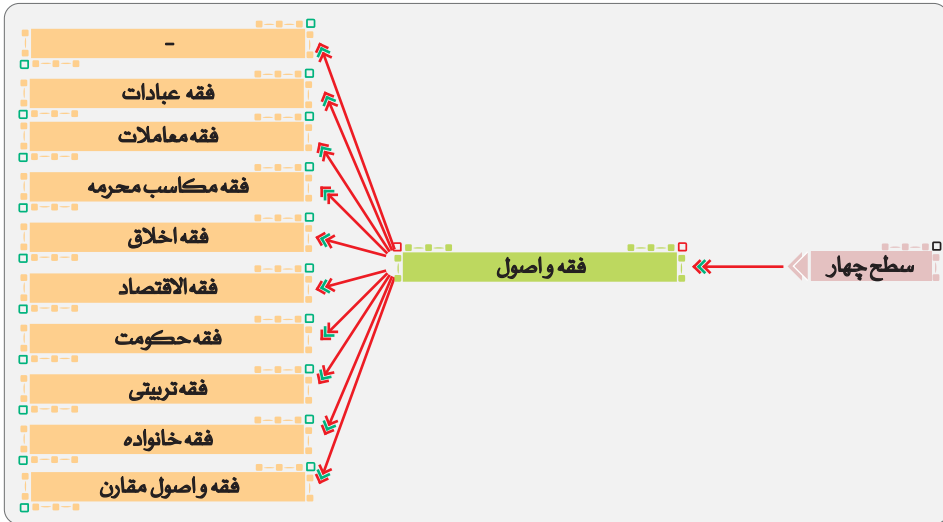 سطح چهار
فقه و اصول
-
فقه عبادات
فقه معاملات
فقه مکاسب محرمه
فقه اخلاق
فقه الاقتصاد
فقه حکومت
فقه تربیتی
فقه خانواده
فقه و اصول مقارن